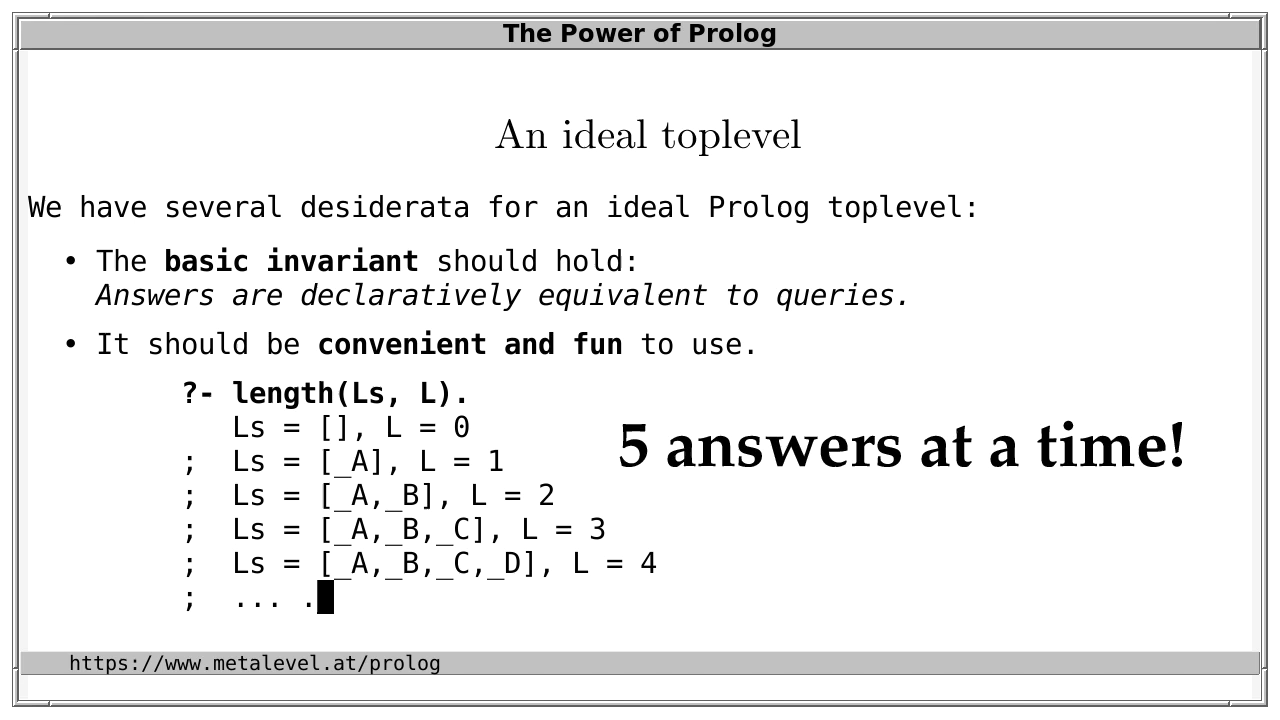 The Power of Prolog
An ideal toplevel
We have several desiderata for an ideal Prolog toplevel:
• The basic invariant should hold:
Answers are declaratively equivalent to queries.
• It should be convenient and fun to use.
?- length(Ls, L).
Ls = [], L = 0
; Ls = [_A], L = 1
5 answers at a time!
; Ls = [_A,_B], L = 2
; Ls = [_A,_B,_C], L = 3
; Ls = [_A,_B,_C,_D], L = 4
; ... .
https://www.metalevel.at/prolog